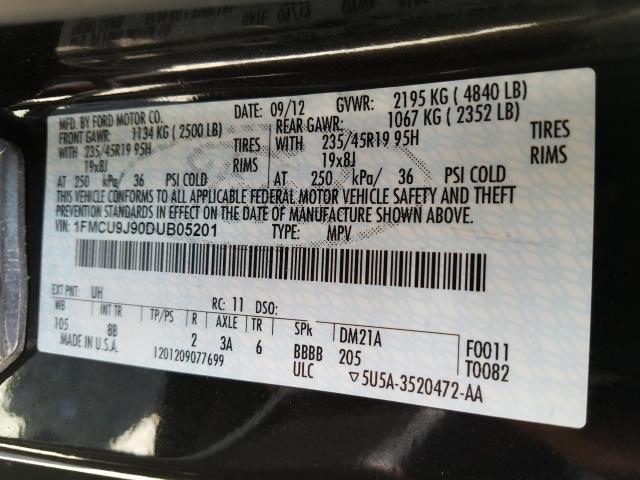 MFD. BY FORD MOTOR CO. DATE: 09/12 GVWR: 2195 KG ( 4840 LB)
FRONT GAWR: 1134 KG ( 2500 LB) REAR GAWR: 1067 KG ( 2352 LB)
WITH 235/45R19 95H TIRES WITH 235/45R19 95H TIRES
19x8J RIMS 19x8J RIMS
AT 250 kPa/ 36 PSI COLD AT 250 kPa/ 36 PSI COLD
THIS VEHICLE CONFORMS TO ALL APPLICABLE FEDERAL MOTOR VEHICLE SAFETY AND THEFT
PREVENTION STANDARDS IN EFFECT ON THE DATE OF MANUFACTURE SHOWN ABOVE.
VIN: 1FMCU9J90DUB05201 TYPE: MPV
EXT PNT: UH RC: 11 DSO:
WB INT TR TP/PS R AXLE TR SPR DM21A F0011
105 8B 2 3A 6 BBBB 205 T0082
MADE IN U.S.A. 1201209077699 ULC ▽5U5A-3520472-AA